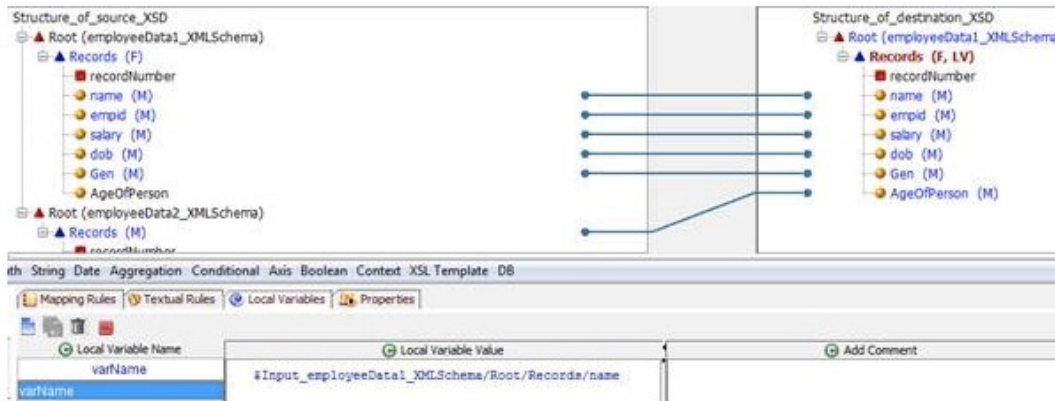 Structure_of_source_XSD
Root (employeeData1_XMLSchema)
Records (F)
recordNumber
name (M)
empid (M)
salary (M)
dob (M)
Gen (M)
AgeOfPerson
Root (employeeData2_XMLSchema)
Records (M)
recordNumber
Structure_of_destination_XSD
Root (employeeData1_XMLSchema
Records (F, LV)
recordNumber
name (M)
empid (M)
salary (M)
dob (M)
Gen (M)
AgeOfPerson (M)
th String Date Aggregation Conditional Axis Boolean Context XSL Template DB
Mapping Rules Textual Rules Local Variables Properties
Local Variable Name Local Variable Value Add Comment
varName $Input_employeeData1_XMLSchema/Root/Records/name
varName